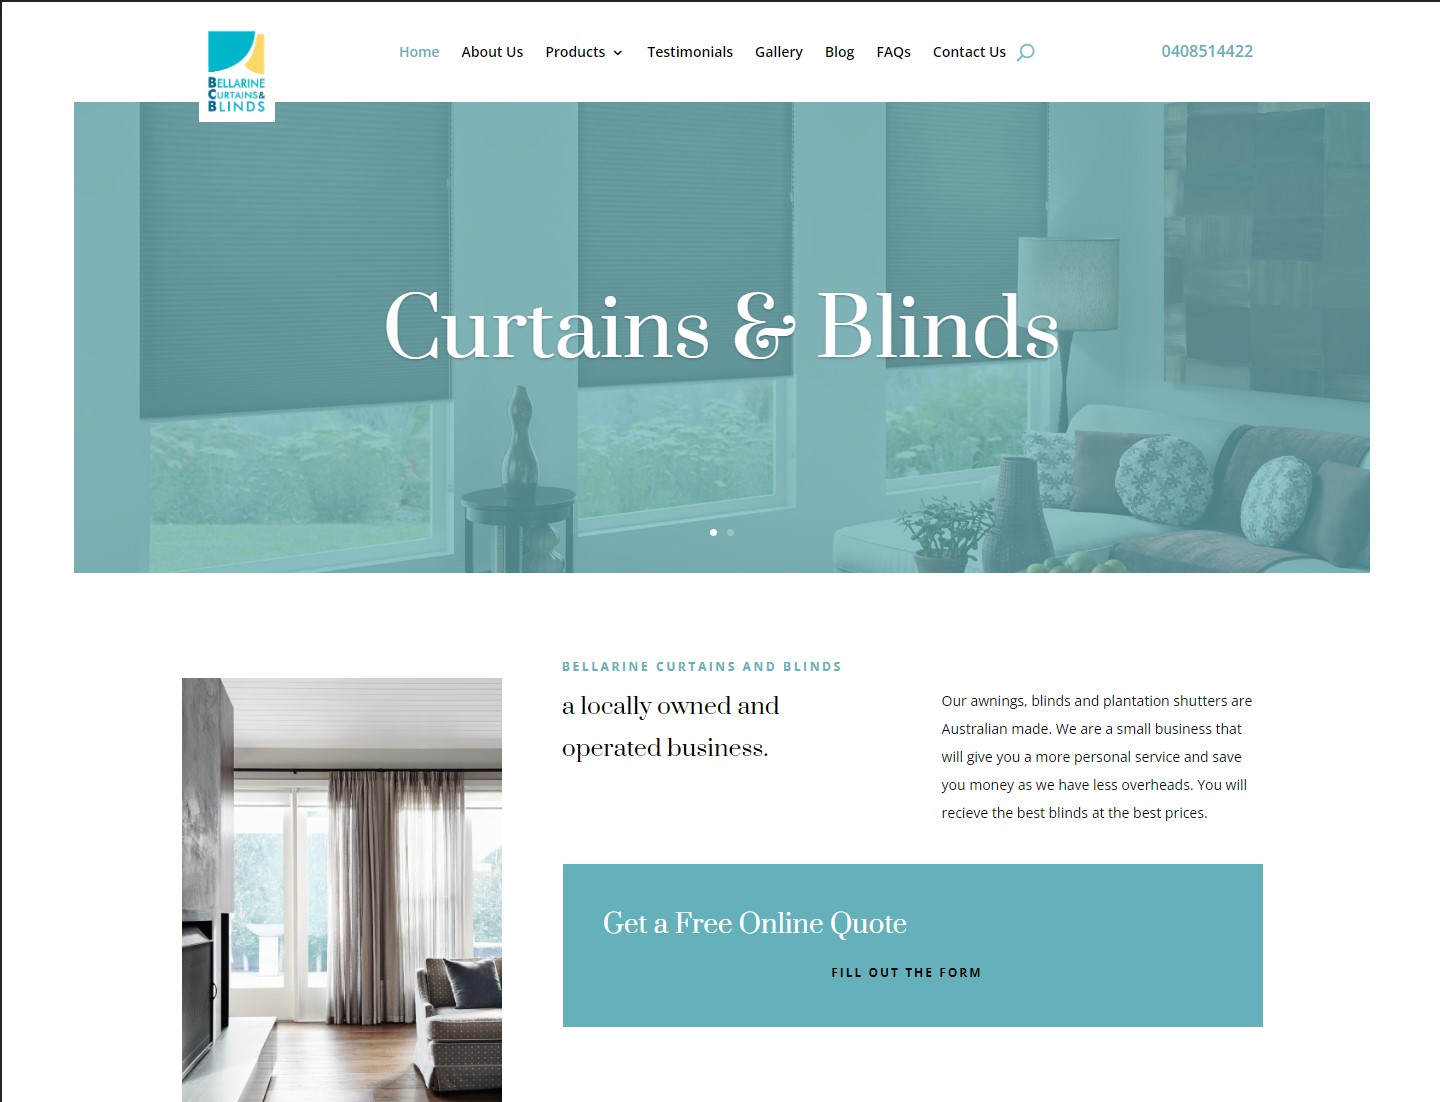 BELLARINE
CURTAINS &
BLINDS
Home About Us Products Testimonials Gallery Blog FAQs Contact Us 0408514422
Curtains & Blinds
BELLARINE CURTAINS AND BLINDS
a locally owned and
operated business.
Our awnings, blinds and plantation shutters are
Australian made. We are a small business that
will give you a more personal service and save
you money as we have less overheads. You will
recieve the best blinds at the best prices.
Get a Free Online Quote
FILL OUT THE FORM